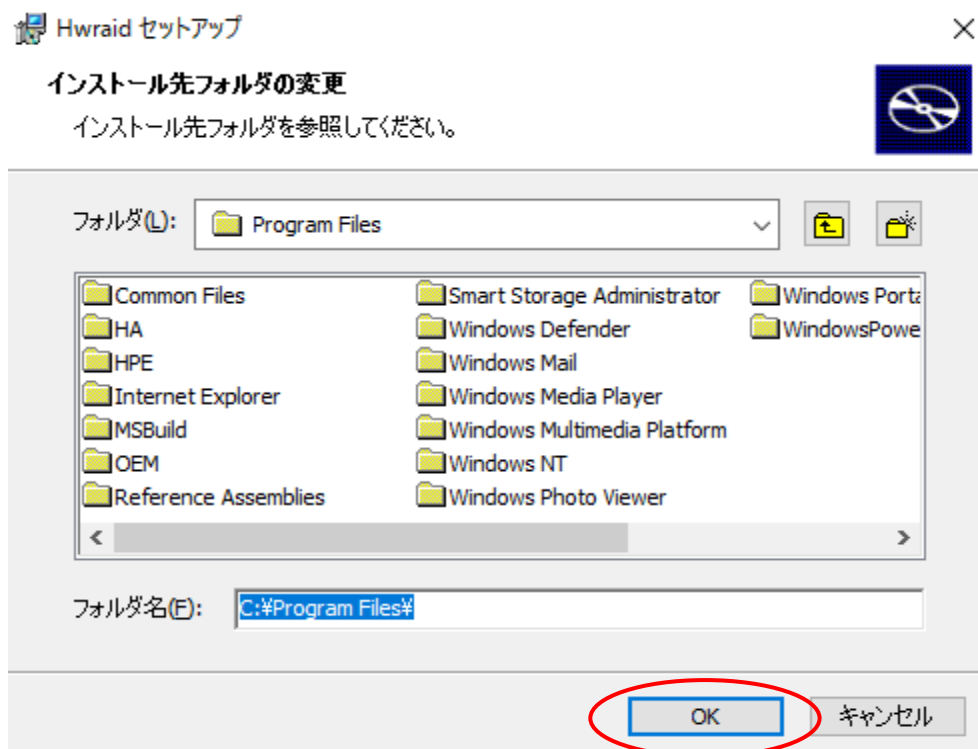 Hwraid セットアップ
インストール先フォルダの変更
インストール先フォルダを参照してください。
フォルダ(L):
Program Files
Common Files
HA
HPE
Internet Explorer
MSBuild
OEM
Reference Assemblies
Smart Storage Administrator
Windows Defender
Windows Mail
Windows Media Player
Windows Multimedia Platform
Windows NT
Windows Photo Viewer
Windows Porta
WindowsPowe
フォルダ名(F):
C:¥Program Files¥
OK
キャンセル